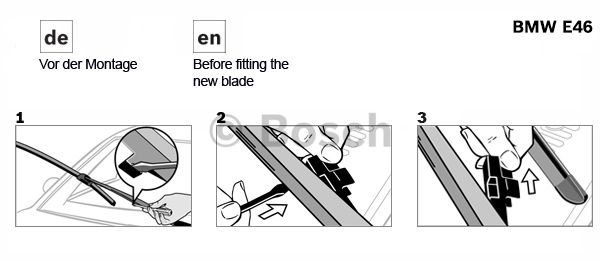 BMW E46
de
Vor der Montage
en
Before fitting the
new blade
1
2
3
© Bosch